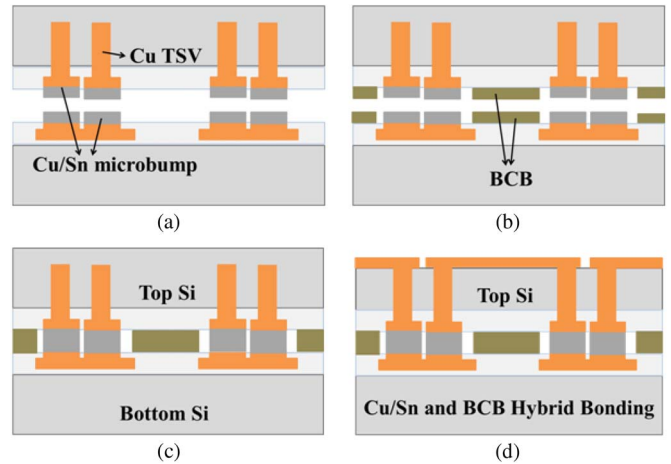 Cu TSV
Cu/Sn microbump
(a)
BCB
(b)
Top Si
Bottom Si
(c)
Top Si
Cu/Sn and BCB Hybrid Bonding
(d)